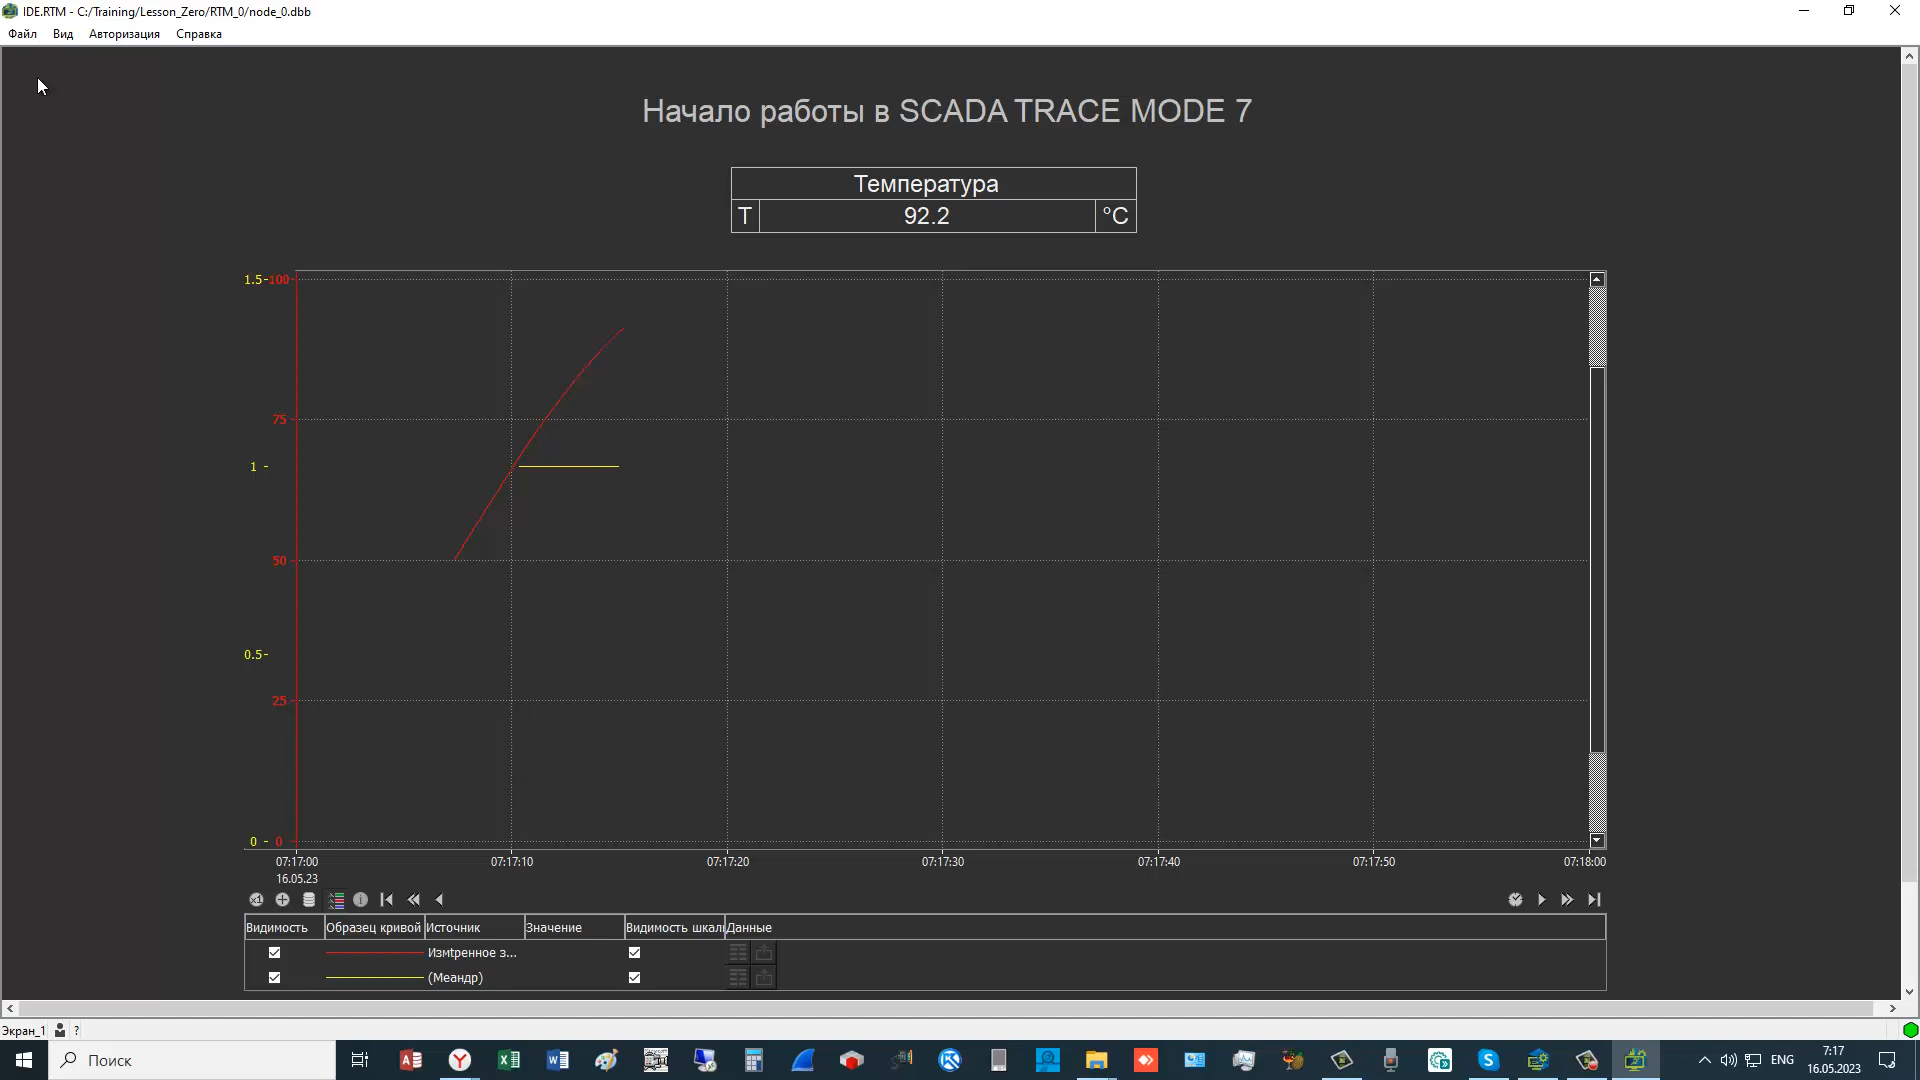 IDE.RTM - C:/Training/Lesson_Zero/RTM_0/node_0.dbb
Файл Вид Авторизация Справка
Начало работы в SCADA TRACE MODE 7
Температура
T 92.2 °C
1.5 100
75
1
50
0.5
25
0 0
07:17:00 07:17:10 07:17:20 07:17:30 07:17:40 07:17:50 07:18:00
16.05.23
x1
Видимость Образец кривой Источник Значение Видимость шкалы Данные
Измtренное з...
(Меандр)
Экран_1 ?
Поиск ENG 7:17
16.05.2023